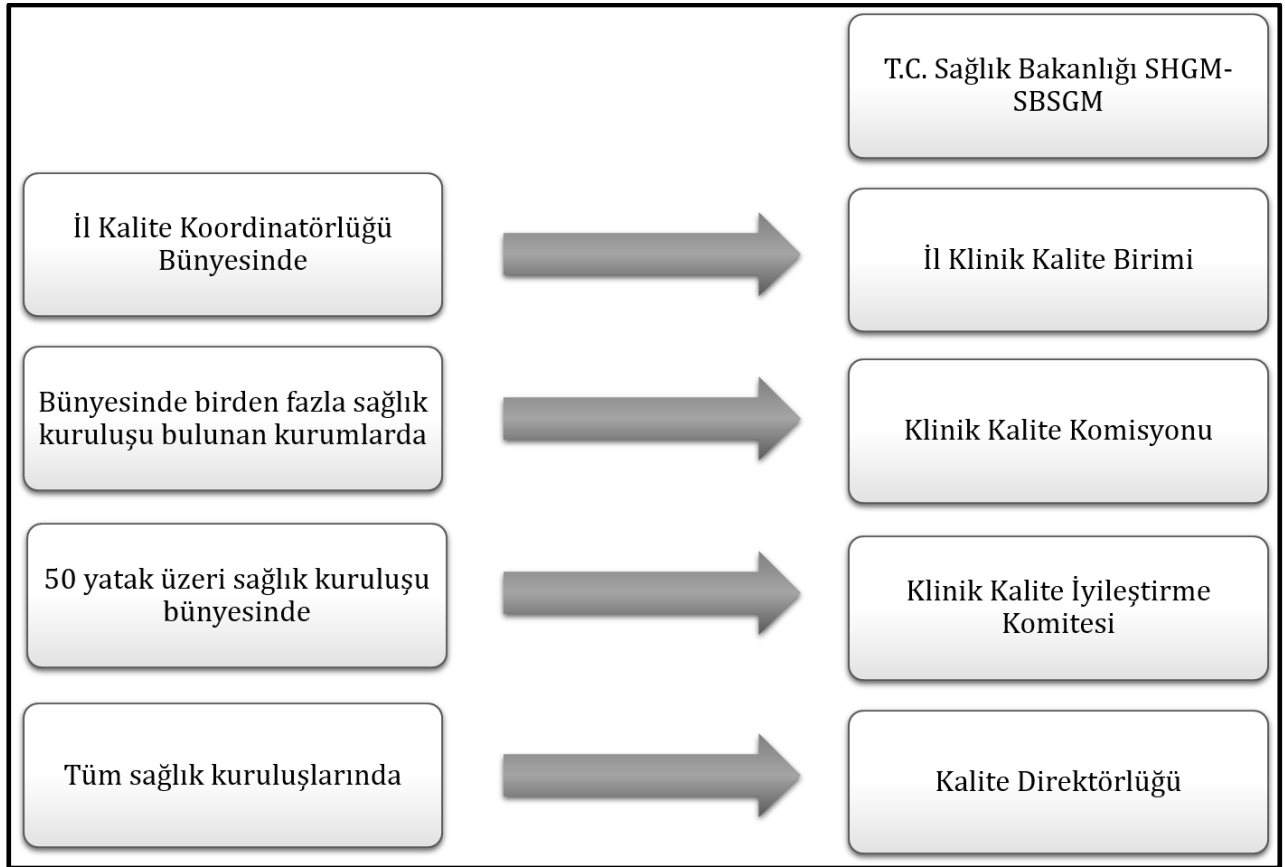 T.C. Sağlık Bakanlığı SHGM-
SBSGM
İl Kalite Koordinatörlüğü
Bünyesinde
İl Klinik Kalite Birimi
Bünyesinde birden fazla sağlık
kuruluşu bulunan kurumlarda
Klinik Kalite Komisyonu
50 yatak üzeri sağlık kuruluşu
bünyesinde
Klinik Kalite İyileştirme
Komitesi
Tüm sağlık kuruluşlarında
Kalite Direktörlüğü